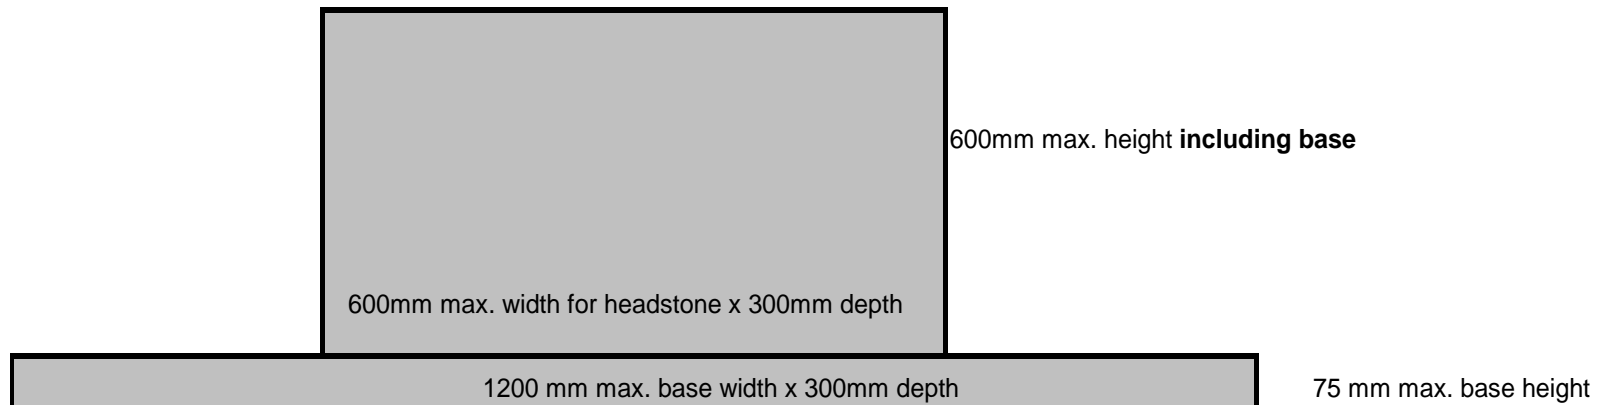 600mm max. height including base
600mm max. width for headstone x 300mm depth
1200 mm max. base width x 300mm depth
75 mm max. base height